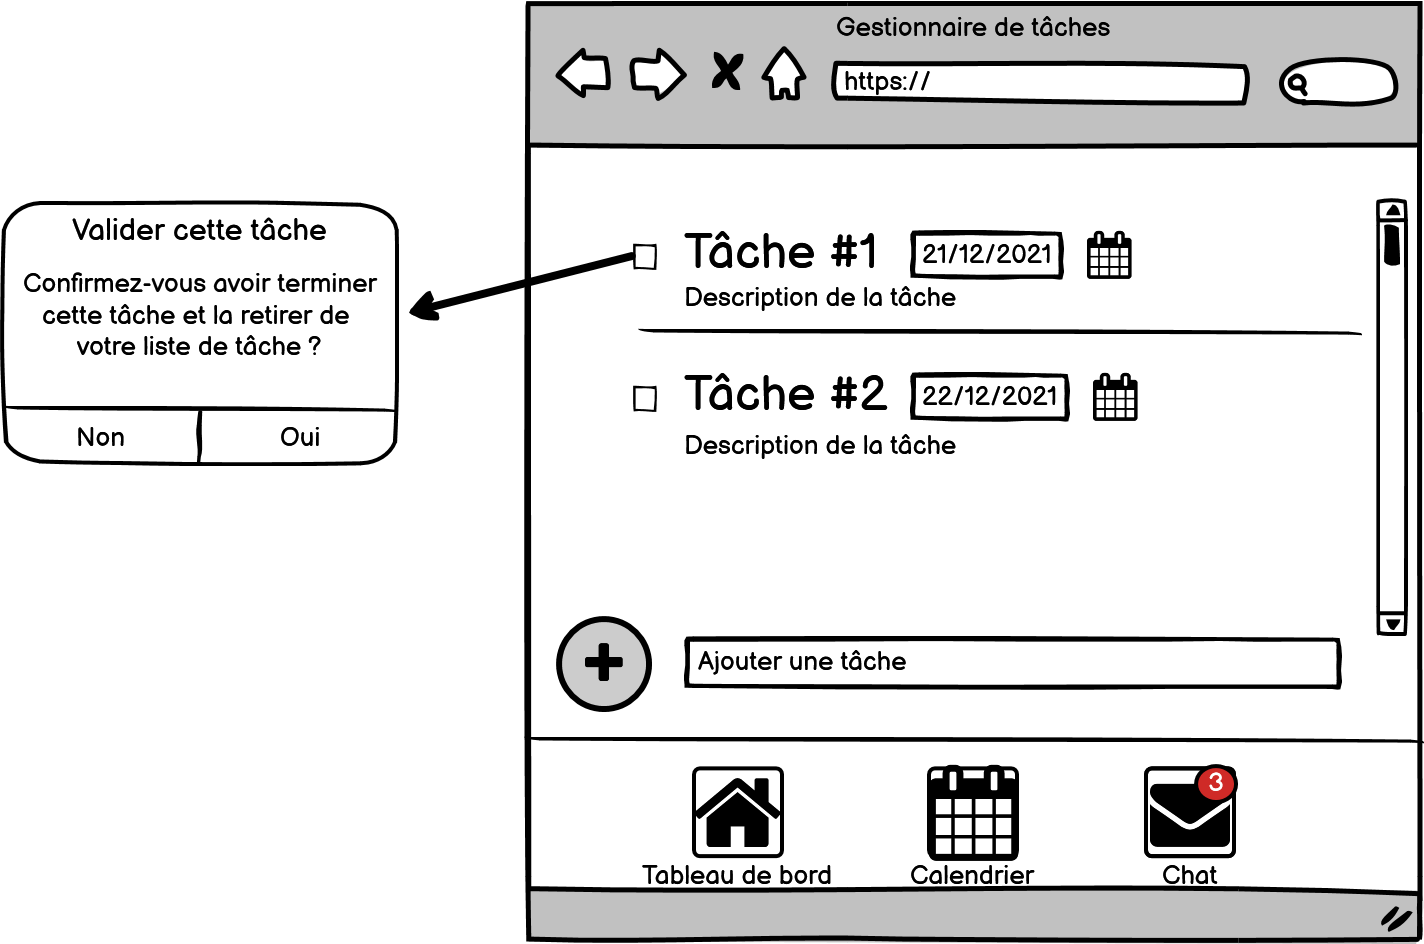 Gestionnaire de tâches
https://
Valider cette tâche
Confirmez-vous avoir terminer
cette tâche et la retirer de
votre liste de tâche ?
Non
Oui
Tâche #1
21/12/2021
Description de la tâche
Tâche #2
22/12/2021
Description de la tâche
Ajouter une tâche
3
Tableau de bord
Calendrier
Chat